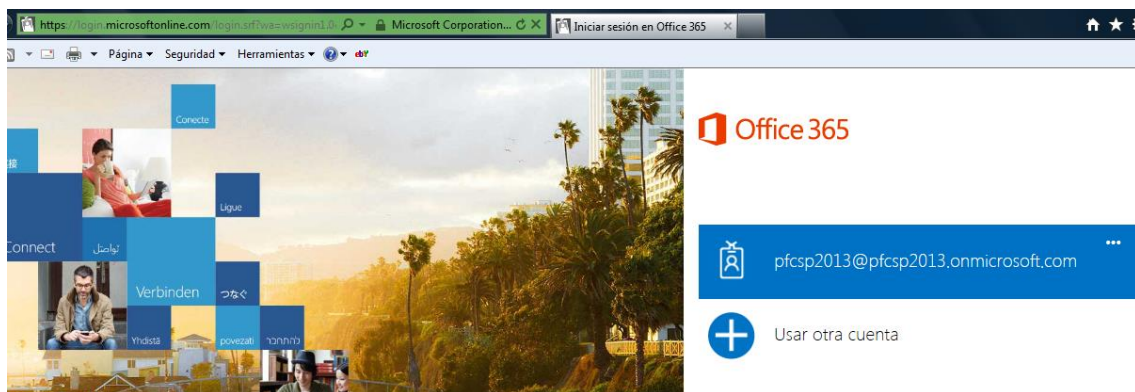 https://login.microsoftonline.com/login.srf?wa=wsignin1.0
Microsoft Corporation...
Iniciar sesión en Office 365
Página
Seguridad
Herramientas
ebY
Conecte
接
Ligue
Connect
تواصل
Verbinden
つなぐ
Yhdistä
povezati
להתחבר
Office 365
pfcsp2013@pfcsp2013.onmicrosoft.com
Usar otra cuenta